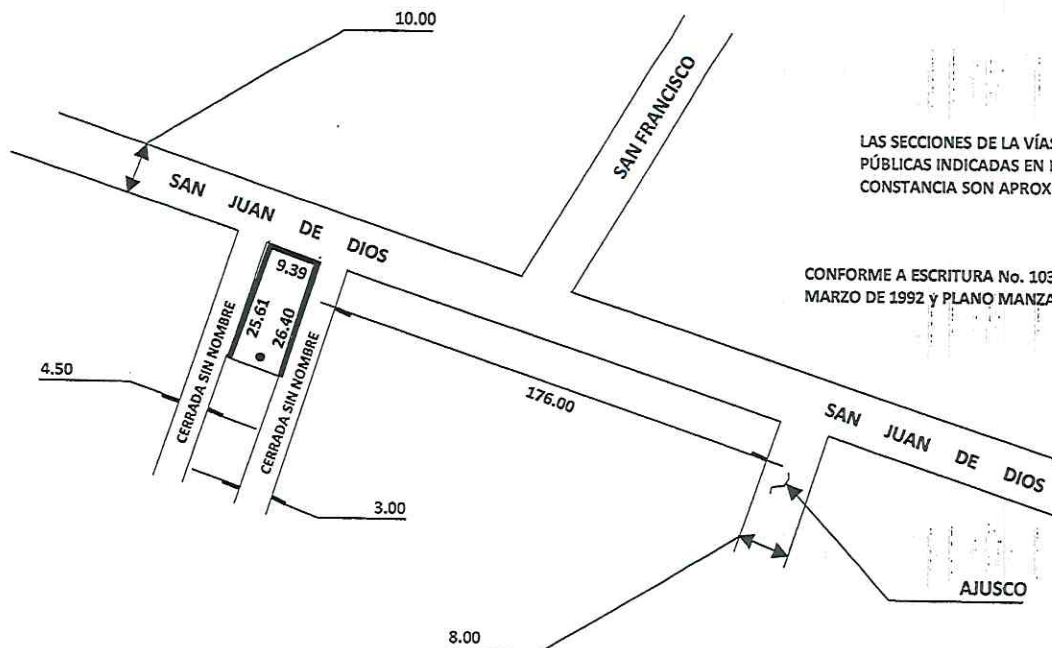 10.00
SAN FRANCISCO
LAS SECCIONES DE LA VÍAS
PÚBLICAS INDICADAS EN
CONSTANCIA SON APROX
SAN JUAN DE DIOS
9.39
25.61
26.40
CONFORME A ESCRITURA No. 103
MARZO DE 1992 y PLANO MANZA
CERRADA SIN NOMBRE
CERRADA SIN NOMBRE
4.50
176.00
SAN JUAN DE DIOS
3.00
AJUSCO
8.00